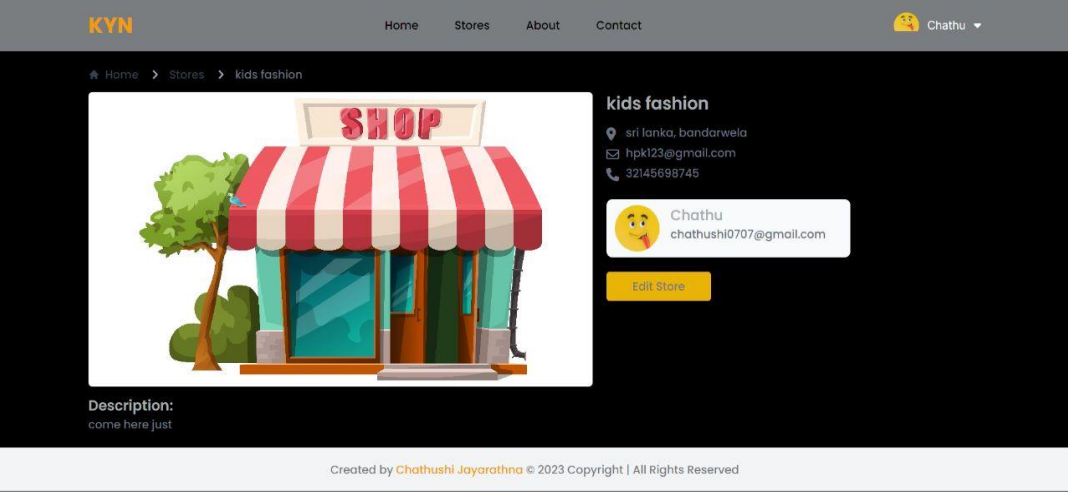 KYN
Home Stores About Contact
Chathu
Home > Stores > kids fashion
SHOP
kids fashion
sri lanka, bandarwela
hpk123@gmail.com
32145698745
Chathu
chathushi0707@gmail.com
Edit Store
Description:
come here just
Created by Chathushi Jayarathna © 2023 Copyright | All Rights Reserved